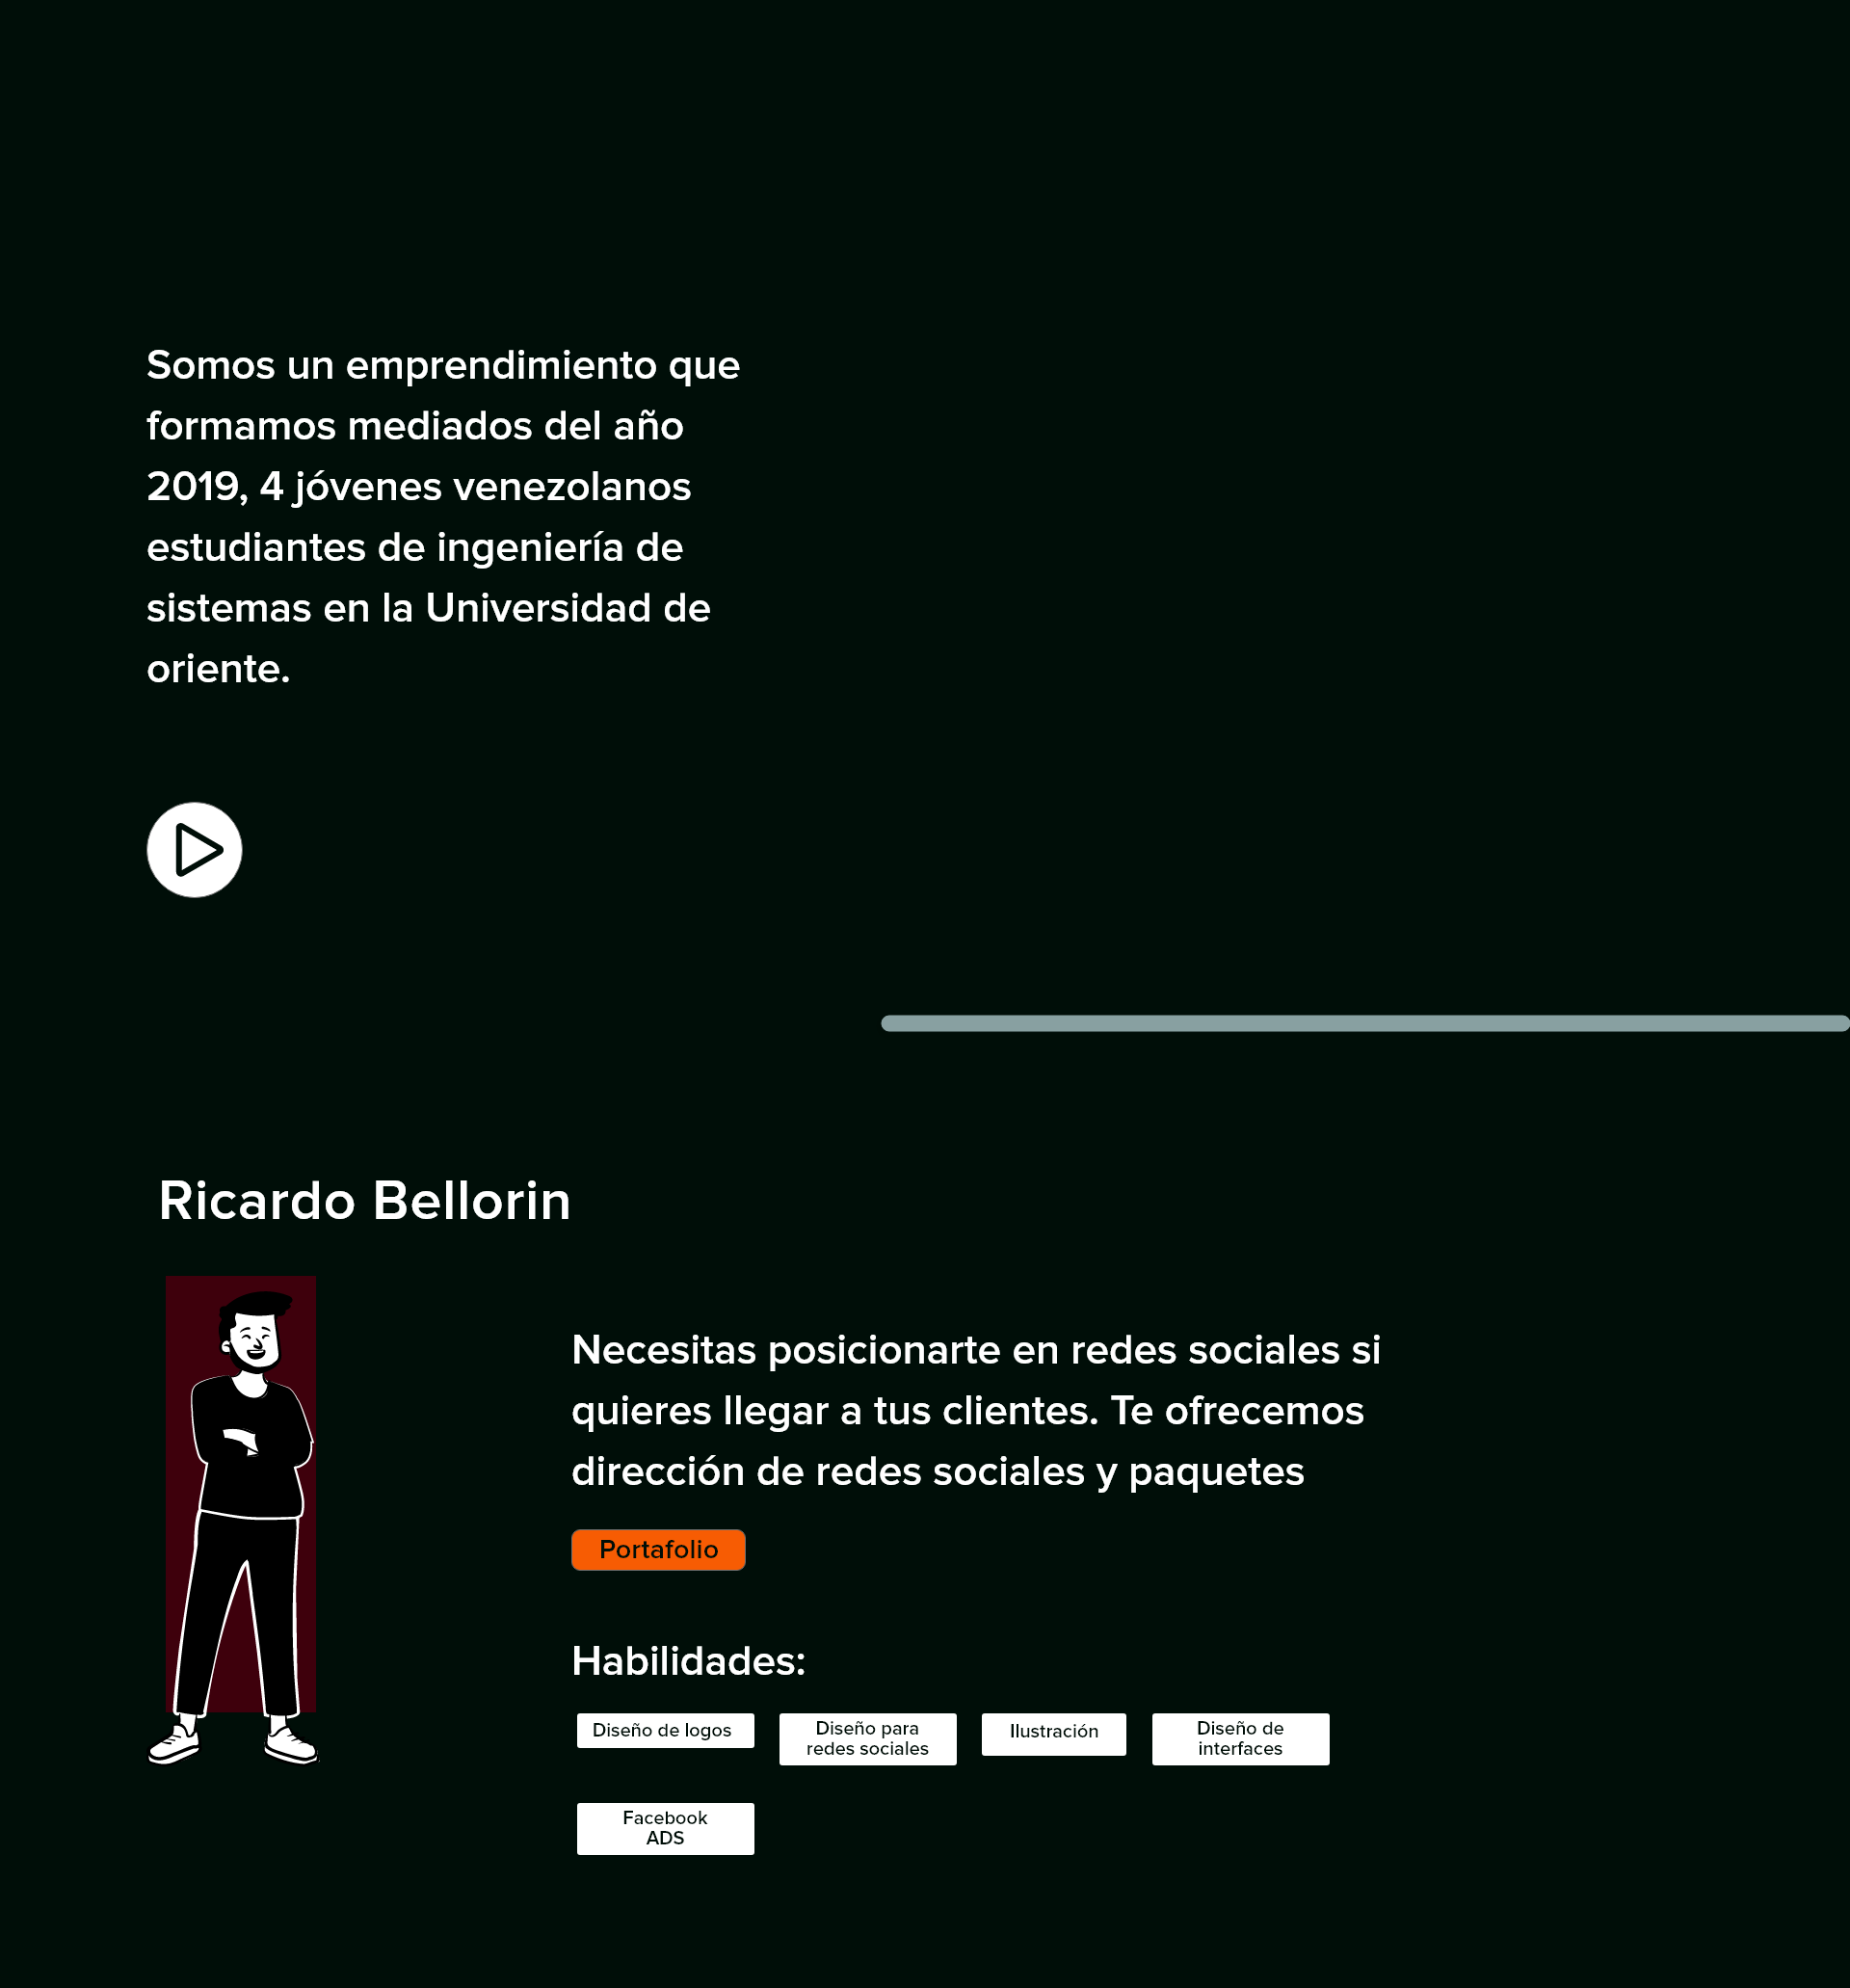 Somos un emprendimiento que
formamos mediados del año
2019, 4 jóvenes venezolanos
estudiantes de ingeniería de
sistemas en la Universidad de
oriente.
Ricardo Bellorin
Necesitas posicionarte en redes sociales si
quieres llegar a tus clientes. Te ofrecemos
dirección de redes sociales y paquetes
Portafolio
Habilidades:
Diseño de logos
Diseño para
redes sociales
Ilustración
Diseño de
interfaces
Facebook
ADS